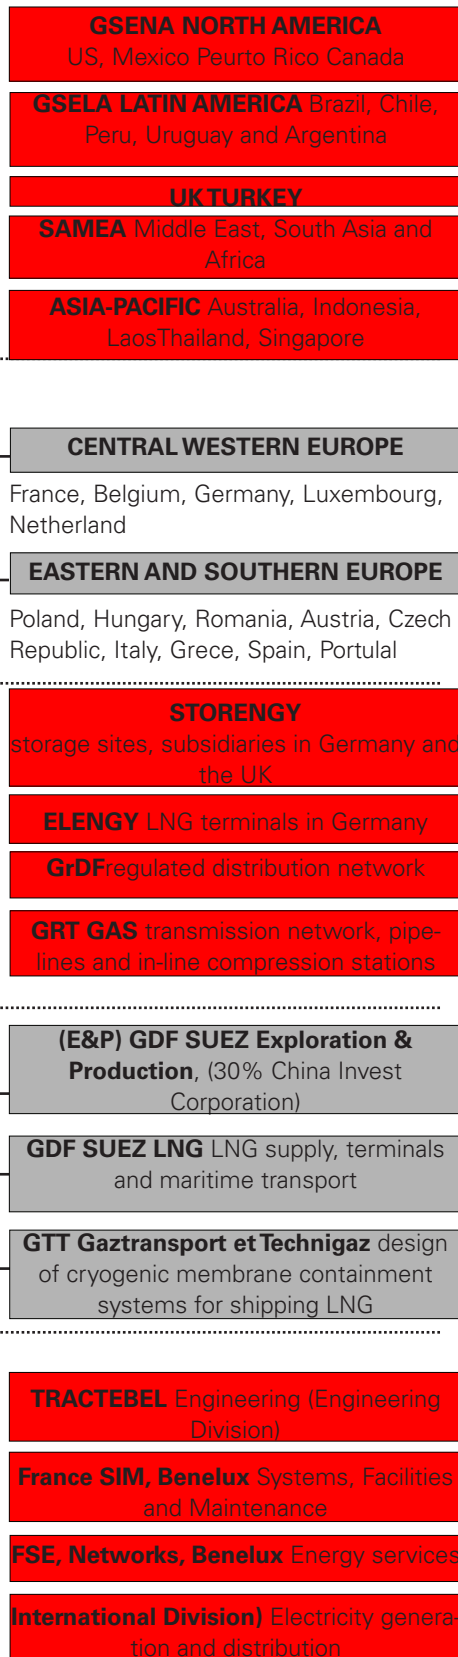 GSENA NORTH AMERICA
US, Mexico Peurto Rico Canada
GSELA LATIN AMERICA Brazil, Chile,
Peru, Uruguay and Argentina
UK TURKEY
SAMEA Middle East, South Asia and
Africa
ASIA-PACIFIC Australia, Indonesia,
LaosThailand, Singapore
CENTRAL WESTERN EUROPE
France, Belgium, Germany, Luxembourg,
Netherland
EASTERN AND SOUTHERN EUROPE
Poland, Hungary, Romania, Austria, Czech
Republic, Italy, Grece, Spain, Portulal
STORENGY
storage sites, subsidiaries in Germany and
the UK
ELENGY LNG terminals in Germany
GrDFregulated distribution network
GRT GAS transmission network, pipe-
lines and in-line compression stations
(E&P) GDF SUEZ Exploration &
Production, (30% China Invest
Corporation)
GDF SUEZ LNG LNG supply, terminals
and maritime transport
GTT Gaztransport et Technigaz design
of cryogenic membrane containment
systems for shipping LNG
TRACTEBEL Engineering (Engineering
Division)
France SIM, Benelux Systems, Facilities
and Maintenance
FSE, Networks, Benelux Energy services
International Division) Electricity genera-
tion and distribution